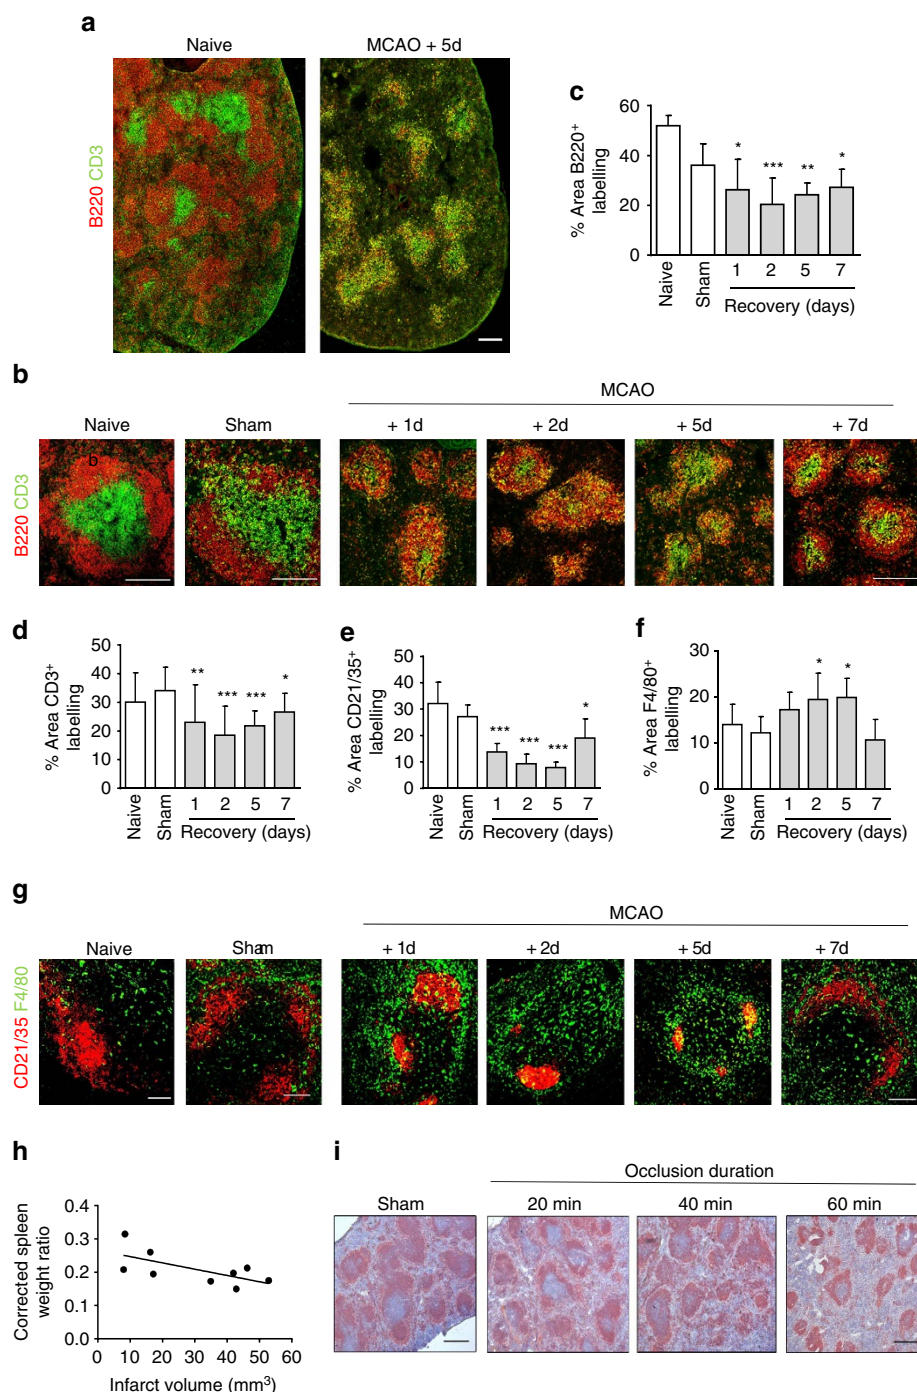 a
Naive
MCAO + 5d
B220 CD3
c
% Area B220+
labelling
60
40
20
0
*
***
**
*
Naive
Sham
1
2
5
7
Recovery (days)
b
MCAO
Naive
Sham
+ 1d
+ 2d
+ 5d
+ 7d
B220 CD3
b
d
% Area CD3+
labelling
50
40
30
20
10
0
**
***
***
*
Naive
Sham
1
2
5
7
Recovery (days)
e
% Area CD21/35+
labelling
50
40
30
20
10
0
***
***
***
*
Naive
Sham
1
2
5
7
Recovery (days)
f
% Area F4/80+
labelling
30
20
10
0
*
*
Naive
Sham
1
2
5
7
Recovery (days)
g
MCAO
Naive
Sham
+ 1d
+ 2d
+ 5d
+ 7d
CD21/35 F4/80
h
Corrected spleen
weight ratio
0.4
0.3
0.2
0.1
0.0
0
10
20
30
40
50
60
Infarct volume (mm3)
i
Occlusion duration
Sham
20 min
40 min
60 min